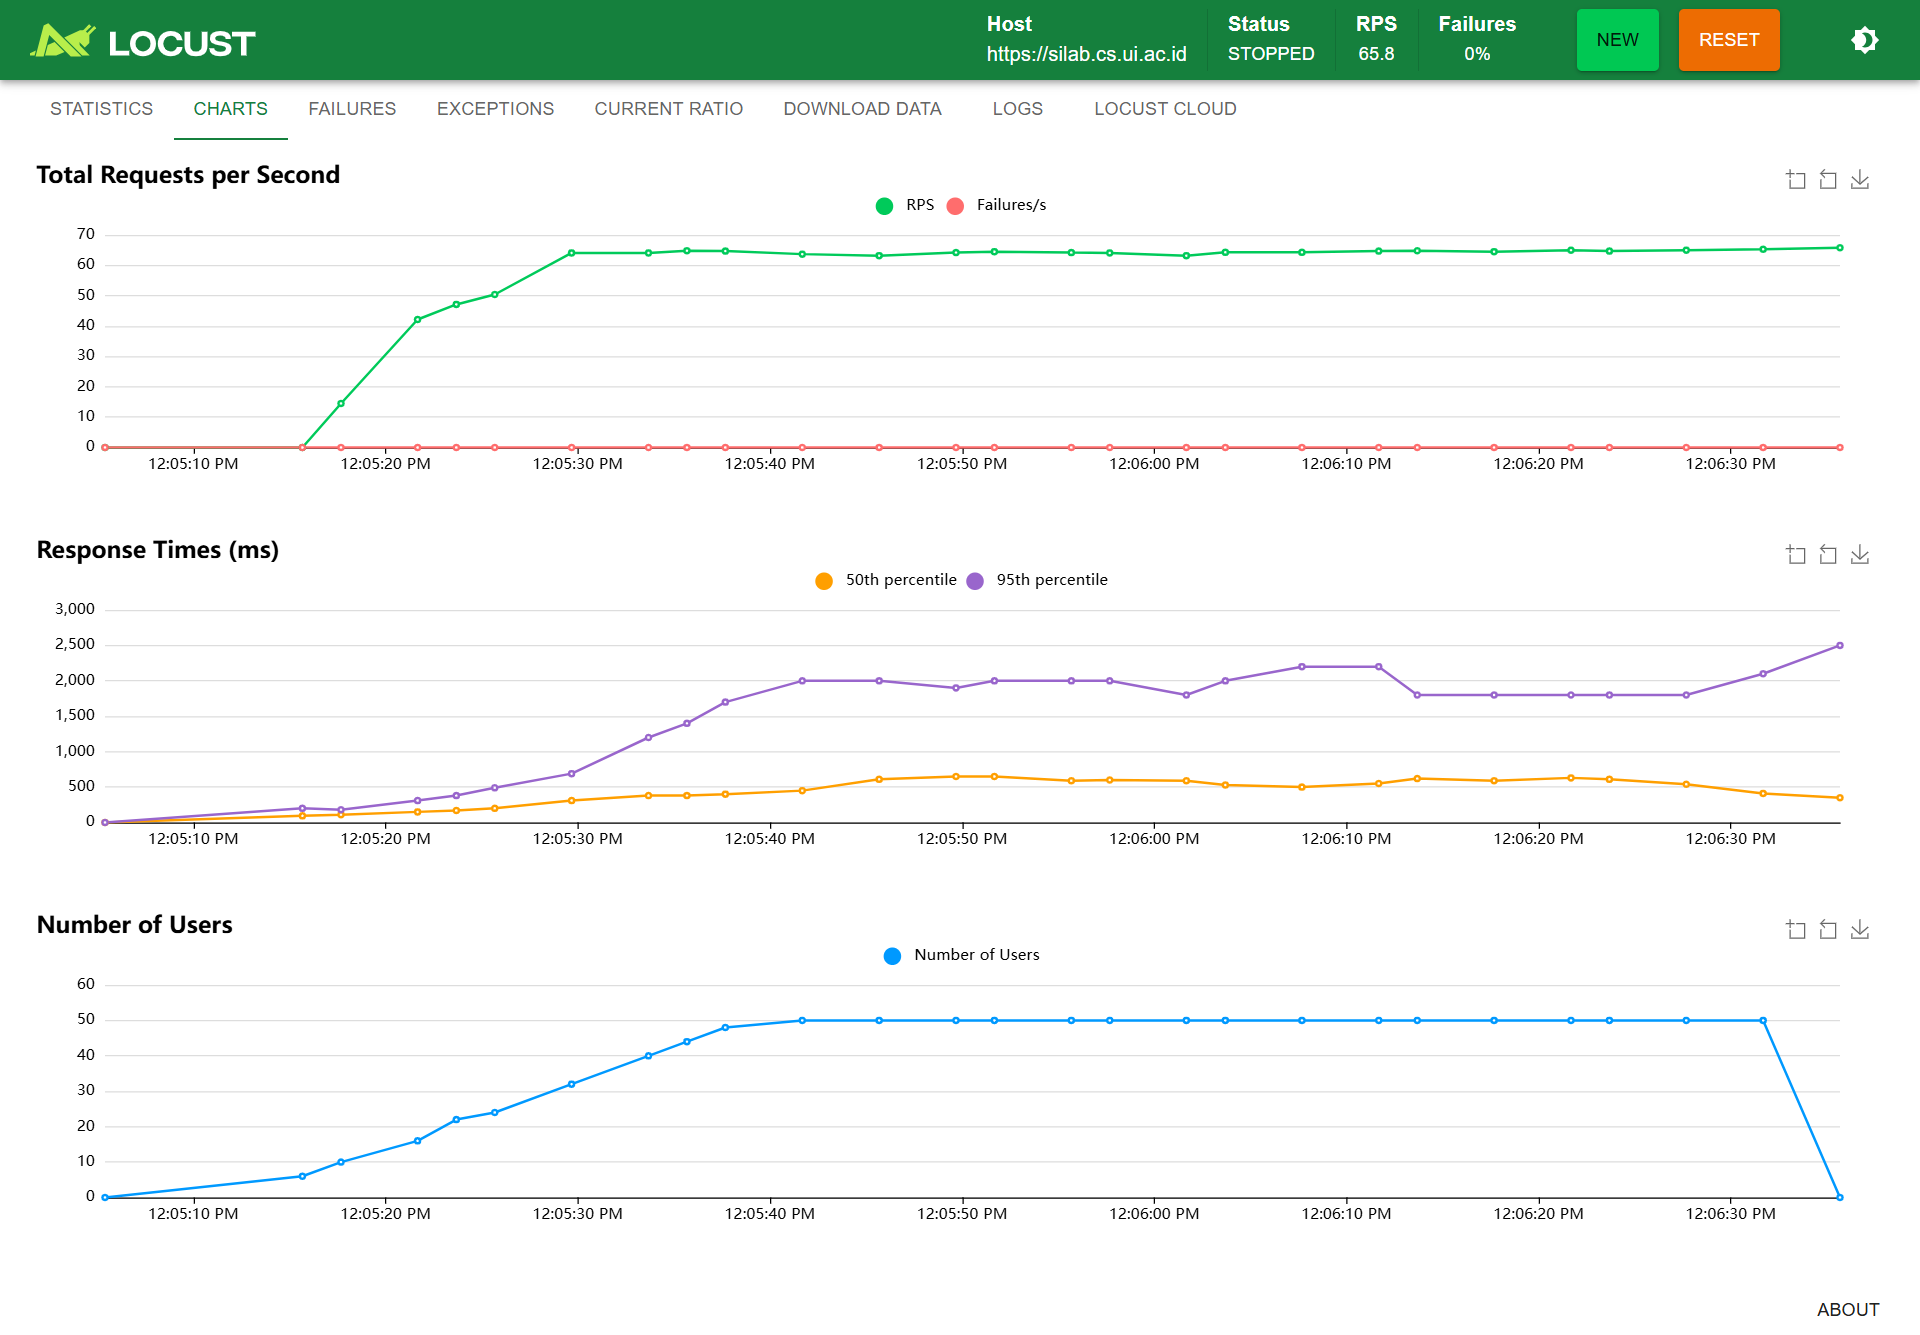 LOCUST
Host
https://silab.cs.ui.ac.id
Status
STOPPED
RPS
65.8
Failures
0%
NEW
RESET
STATISTICS CHARTS FAILURES EXCEPTIONS CURRENT RATIO DOWNLOAD DATA LOGS LOCUST CLOUD
Total Requests per Second
RPS Failures/s
70
60
50
40
30
20
10
0
12:05:10 PM 12:05:20 PM 12:05:30 PM 12:05:40 PM 12:05:50 PM 12:06:00 PM 12:06:10 PM 12:06:20 PM 12:06:30 PM
Response Times (ms)
50th percentile 95th percentile
3,000
2,500
2,000
1,500
1,000
500
0
12:05:10 PM 12:05:20 PM 12:05:30 PM 12:05:40 PM 12:05:50 PM 12:06:00 PM 12:06:10 PM 12:06:20 PM 12:06:30 PM
Number of Users
Number of Users
60
50
40
30
20
10
0
12:05:10 PM 12:05:20 PM 12:05:30 PM 12:05:40 PM 12:05:50 PM 12:06:00 PM 12:06:10 PM 12:06:20 PM 12:06:30 PM
ABOUT